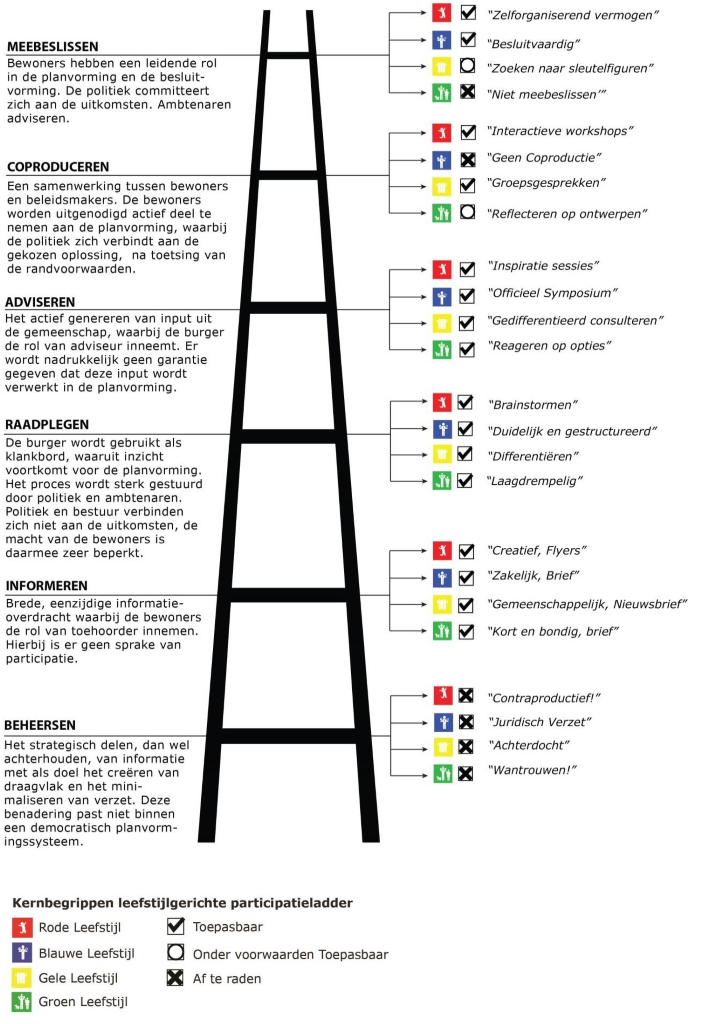 MEEBESLISSEN
Bewoners hebben een leidende rol
in de planvorming en de besluit-
vorming. De politiek committeert
zich aan de uitkomsten. Ambtenaren
adviseren.
"Zelforganiserend vermogen"
"Besluitvaardig"
"Zoeken naar sleutelfiguren"
"Niet meebeslissen'"
COPRODUCEREN
Een samenwerking tussen bewoners
en beleidsmakers. De bewoners
worden uitgenodigd actief deel te
nemen aan de planvorming, waarbij
de politiek zich verbindt aan de
gekozen oplossing, na toetsing van
de randvoorwaarden.
"Interactieve workshops"
"Geen Coproductie"
"Groepsgesprekken"
"Reflecteren op ontwerpen"
ADVISEREN
Het actief genereren van input uit
de gemeenschap, waarbij de burger
de rol van adviseur inneemt. Er
wordt nadrukkelijk geen garantie
gegeven dat deze input wordt
verwerkt in de planvorming.
"Inspiratie sessies"
"Officieel Symposium"
"Gedifferentieerd consulteren"
"Reageren op opties"
RAADPLEGEN
De burger wordt gebruikt als
klankbord, waaruit inzicht
voortkomt voor de planvorming.
Het proces wordt sterk gestuurd
door politiek en ambtenaren.
Politiek en bestuur verbinden
zich niet aan de uitkomsten, de
macht van de bewoners is
daarmee zeer beperkt.
"Brainstormen"
"Duidelijk en gestructureerd"
"Differentiëren"
"Laagdrempelig"
INFORMEREN
Brede, eenzijdige informatie-
overdracht waarbij de bewoners
de rol van toehoorder innemen.
Hierbij is er geen sprake van
participatie.
"Creatief, Flyers"
"Zakelijk, Brief"
"Gemeenschappelijk, Nieuwsbrief"
"Kort en bondig, brief"
BEHEERSEN
Het strategisch delen, dan wel
achterhouden, van informatie
met als doel het creëren van
draagvlak en het mini-
maliseren van verzet. Deze
benadering past niet binnen
een democratisch planvorm-
ingssysteem.
"Contraproductief!"
"Juridisch Verzet"
"Achterdocht"
"Wantrouwen!"
Kernbegrippen leefstijlgerichte participatieladder
Rode Leefstijl
Blauwe Leefstijl
Gele Leefstijl
Groen Leefstijl
Toepasbaar
Onder voorwaarden Toepasbaar
Af te raden